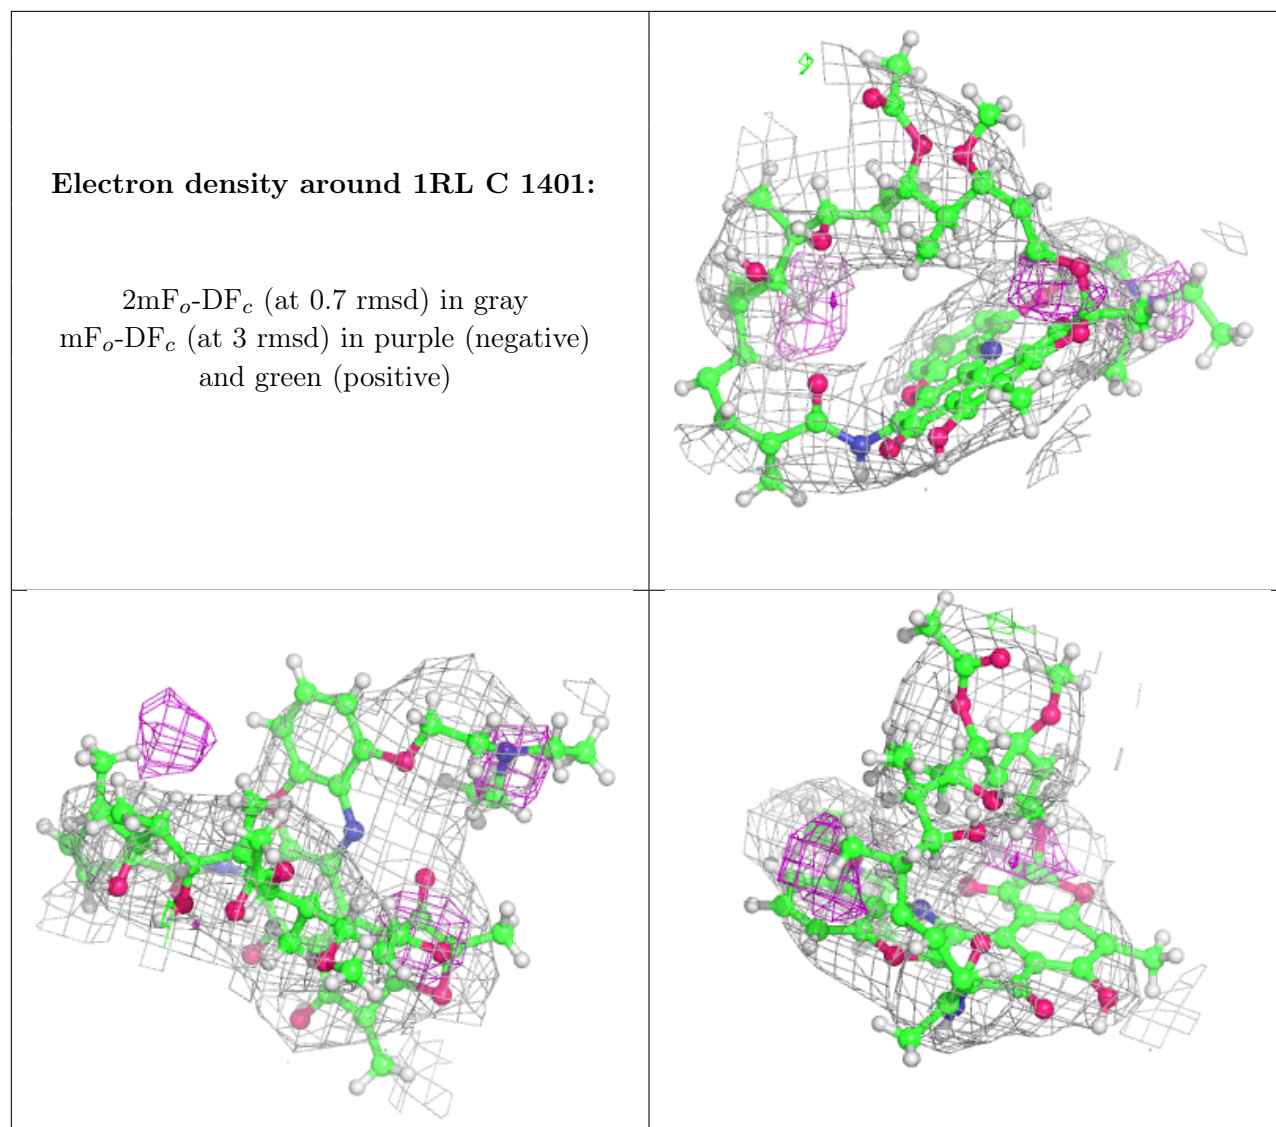 Electron density around 1RL C 1401:
2mFo-DFc (at 0.7 rmsd) in gray
mFo-DFc (at 3 rmsd) in purple (negative)
and green (positive)